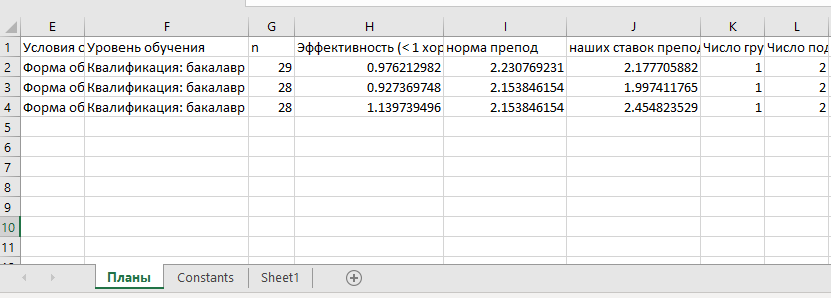 E F G H I J K L
1 Условия с Уровень обучения n Эффективность (< 1 хор норма препод наших ставок препод Число гру Число под
2 Форма об Квалификация: бакалавр 29 0.976212982 2.230769231 2.177705882 1 2
3 Форма об Квалификация: бакалавр 28 0.927369748 2.153846154 1.997411765 1 2
4 Форма об Квалификация: бакалавр 28 1.139739496 2.153846154 2.454823529 1 2
5
6
7
8
9
10
11
Планы Constants Sheet1